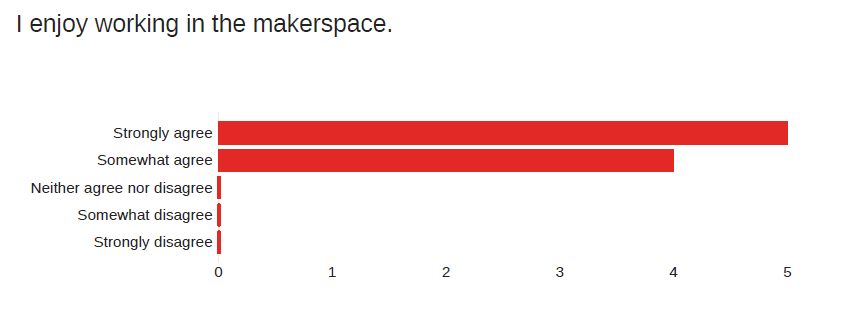 I enjoy working in the makerspace.
Strongly agree
Somewhat agree
Neither agree nor disagree
Somewhat disagree
Strongly disagree
0 1 2 3 4 5